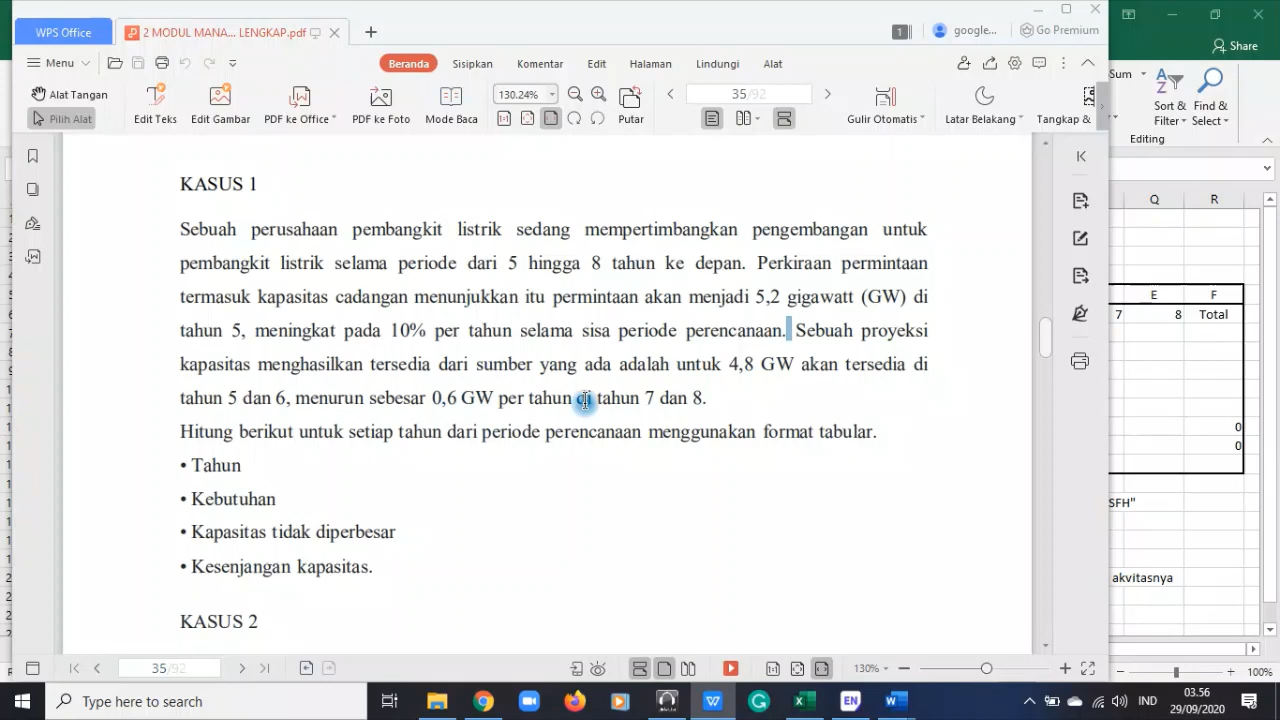 WPS Office
2 MODUL MANA... LENGKAP.pdf
1
google...
Go Premium
Share
Menu
Beranda
Sisipkan
Komentar
Edit
Halaman
Lindungi
Alat
Sum
Alat Tangan
Pilih Alat
Edit Teks
Edit Gambar
PDF ke Office
PDF ke Foto
Mode Baca
130.24%
Putar
35/92
Gulir Otomatis
Latar Belakang
Tangkap &
Sort &
Filter
Find &
Select
Editing
KASUS 1
Sebuah perusahaan pembangkit listrik sedang mempertimbangkan pengembangan untuk
pembangkit listrik selama periode dari 5 hingga 8 tahun ke depan. Perkiraan permintaan
termasuk kapasitas cadangan menunjukkan itu permintaan akan menjadi 5,2 gigawatt (GW) di
tahun 5, meningkat pada 10% per tahun selama sisa periode perencanaan. Sebuah proyeksi
kapasitas menghasilkan tersedia dari sumber yang ada adalah untuk 4,8 GW akan tersedia di
tahun 5 dan 6, menurun sebesar 0,6 GW per tahun di tahun 7 dan 8.
Hitung berikut untuk setiap tahun dari periode perencanaan menggunakan format tabular.
• Tahun
• Kebutuhan
• Kapasitas tidak diperbesar
• Kesenjangan kapasitas.
KASUS 2
Q R
E F
7 8 Total
0
0
SFH"
akvitasnya
35/92
130%
100%
Type here to search
EN
IND
03.56
29/09/2020